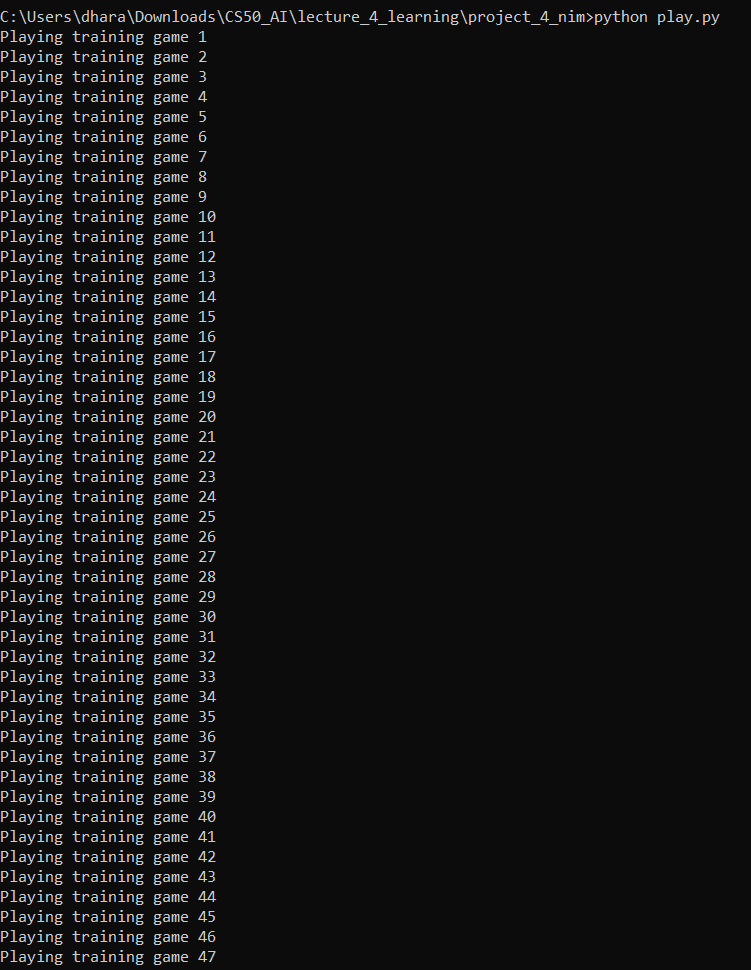 C:\Users\dhara\Downloads\CS50_AI\lecture_4_learning\project_4_nim>python play.py
Playing training game 1
Playing training game 2
Playing training game 3
Playing training game 4
Playing training game 5
Playing training game 6
Playing training game 7
Playing training game 8
Playing training game 9
Playing training game 10
Playing training game 11
Playing training game 12
Playing training game 13
Playing training game 14
Playing training game 15
Playing training game 16
Playing training game 17
Playing training game 18
Playing training game 19
Playing training game 20
Playing training game 21
Playing training game 22
Playing training game 23
Playing training game 24
Playing training game 25
Playing training game 26
Playing training game 27
Playing training game 28
Playing training game 29
Playing training game 30
Playing training game 31
Playing training game 32
Playing training game 33
Playing training game 34
Playing training game 35
Playing training game 36
Playing training game 37
Playing training game 38
Playing training game 39
Playing training game 40
Playing training game 41
Playing training game 42
Playing training game 43
Playing training game 44
Playing training game 45
Playing training game 46
Playing training game 47